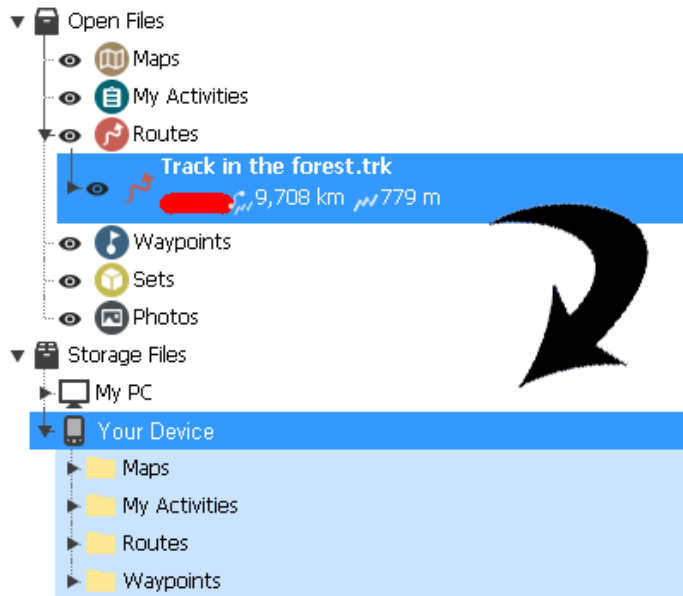 Open Files
Maps
My Activities
Routes
Track in the forest.trk
9,708 km 779 m
Waypoints
Sets
Photos
Storage Files
My PC
Your Device
Maps
My Activities
Routes
Waypoints